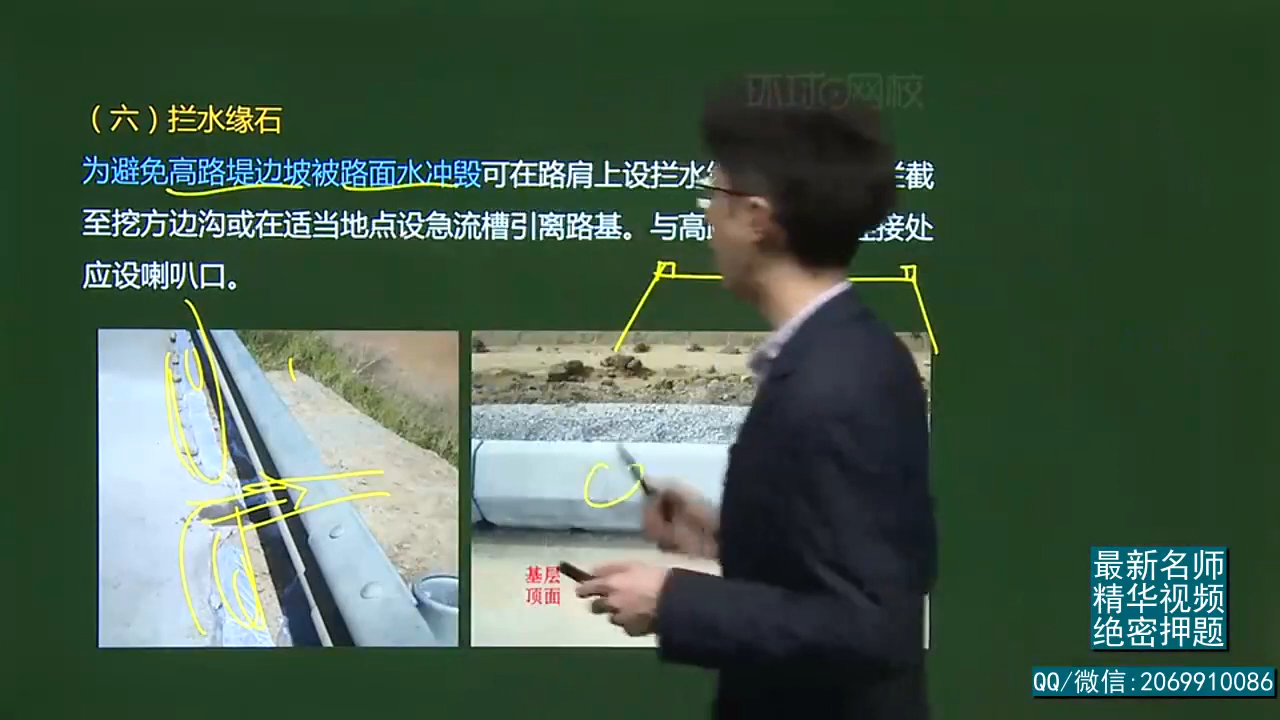 环球网校
（六）拦水缘石
为避免高路堤边坡被路面水冲毁可在路肩上设拦水 截
至挖方边沟或在适当地点设急流槽引离路基。与高 接处
应设喇叭口。
基层
顶面
最新名师
精华视频
绝密押题
QQ/微信:2069910086